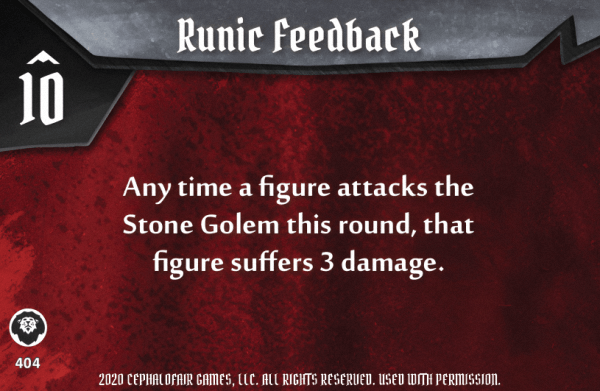 Runic Feedback
10
Any time a figure attacks the
Stone Golem this round, that
figure suffers 3 damage.
404
2020 CEPHALOFAIR GAMES, LLC. ALL RIGHTS RESERVED. USED WITH PERMISSION.